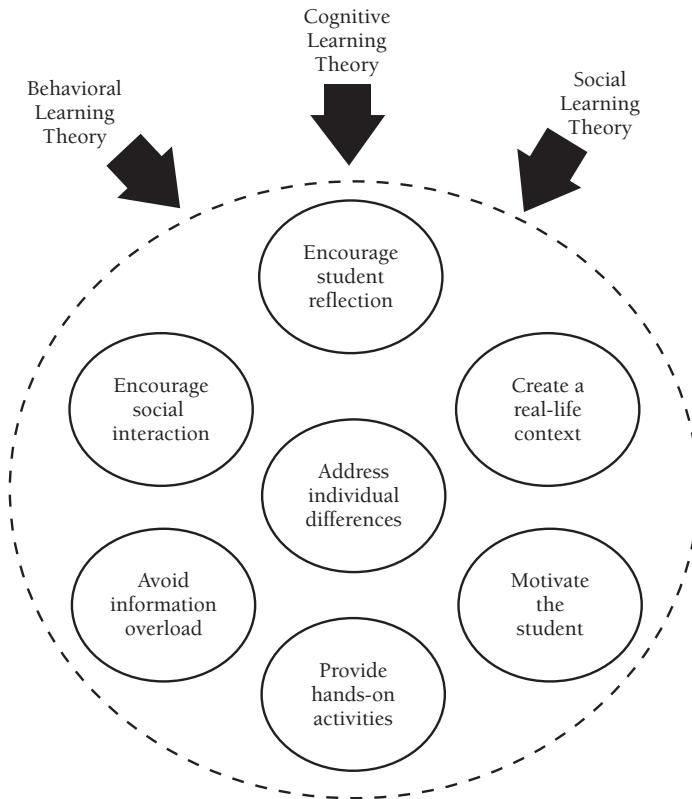 Cognitive
Learning
Theory
Behavioral
Learning
Theory
Social
Learning
Theory
Encourage
student
reflection
Encourage
social
interaction
Create a
real-life
context
Address
individual
differences
Avoid
information
overload
Motivate
the
student
Provide
hands-on
activities